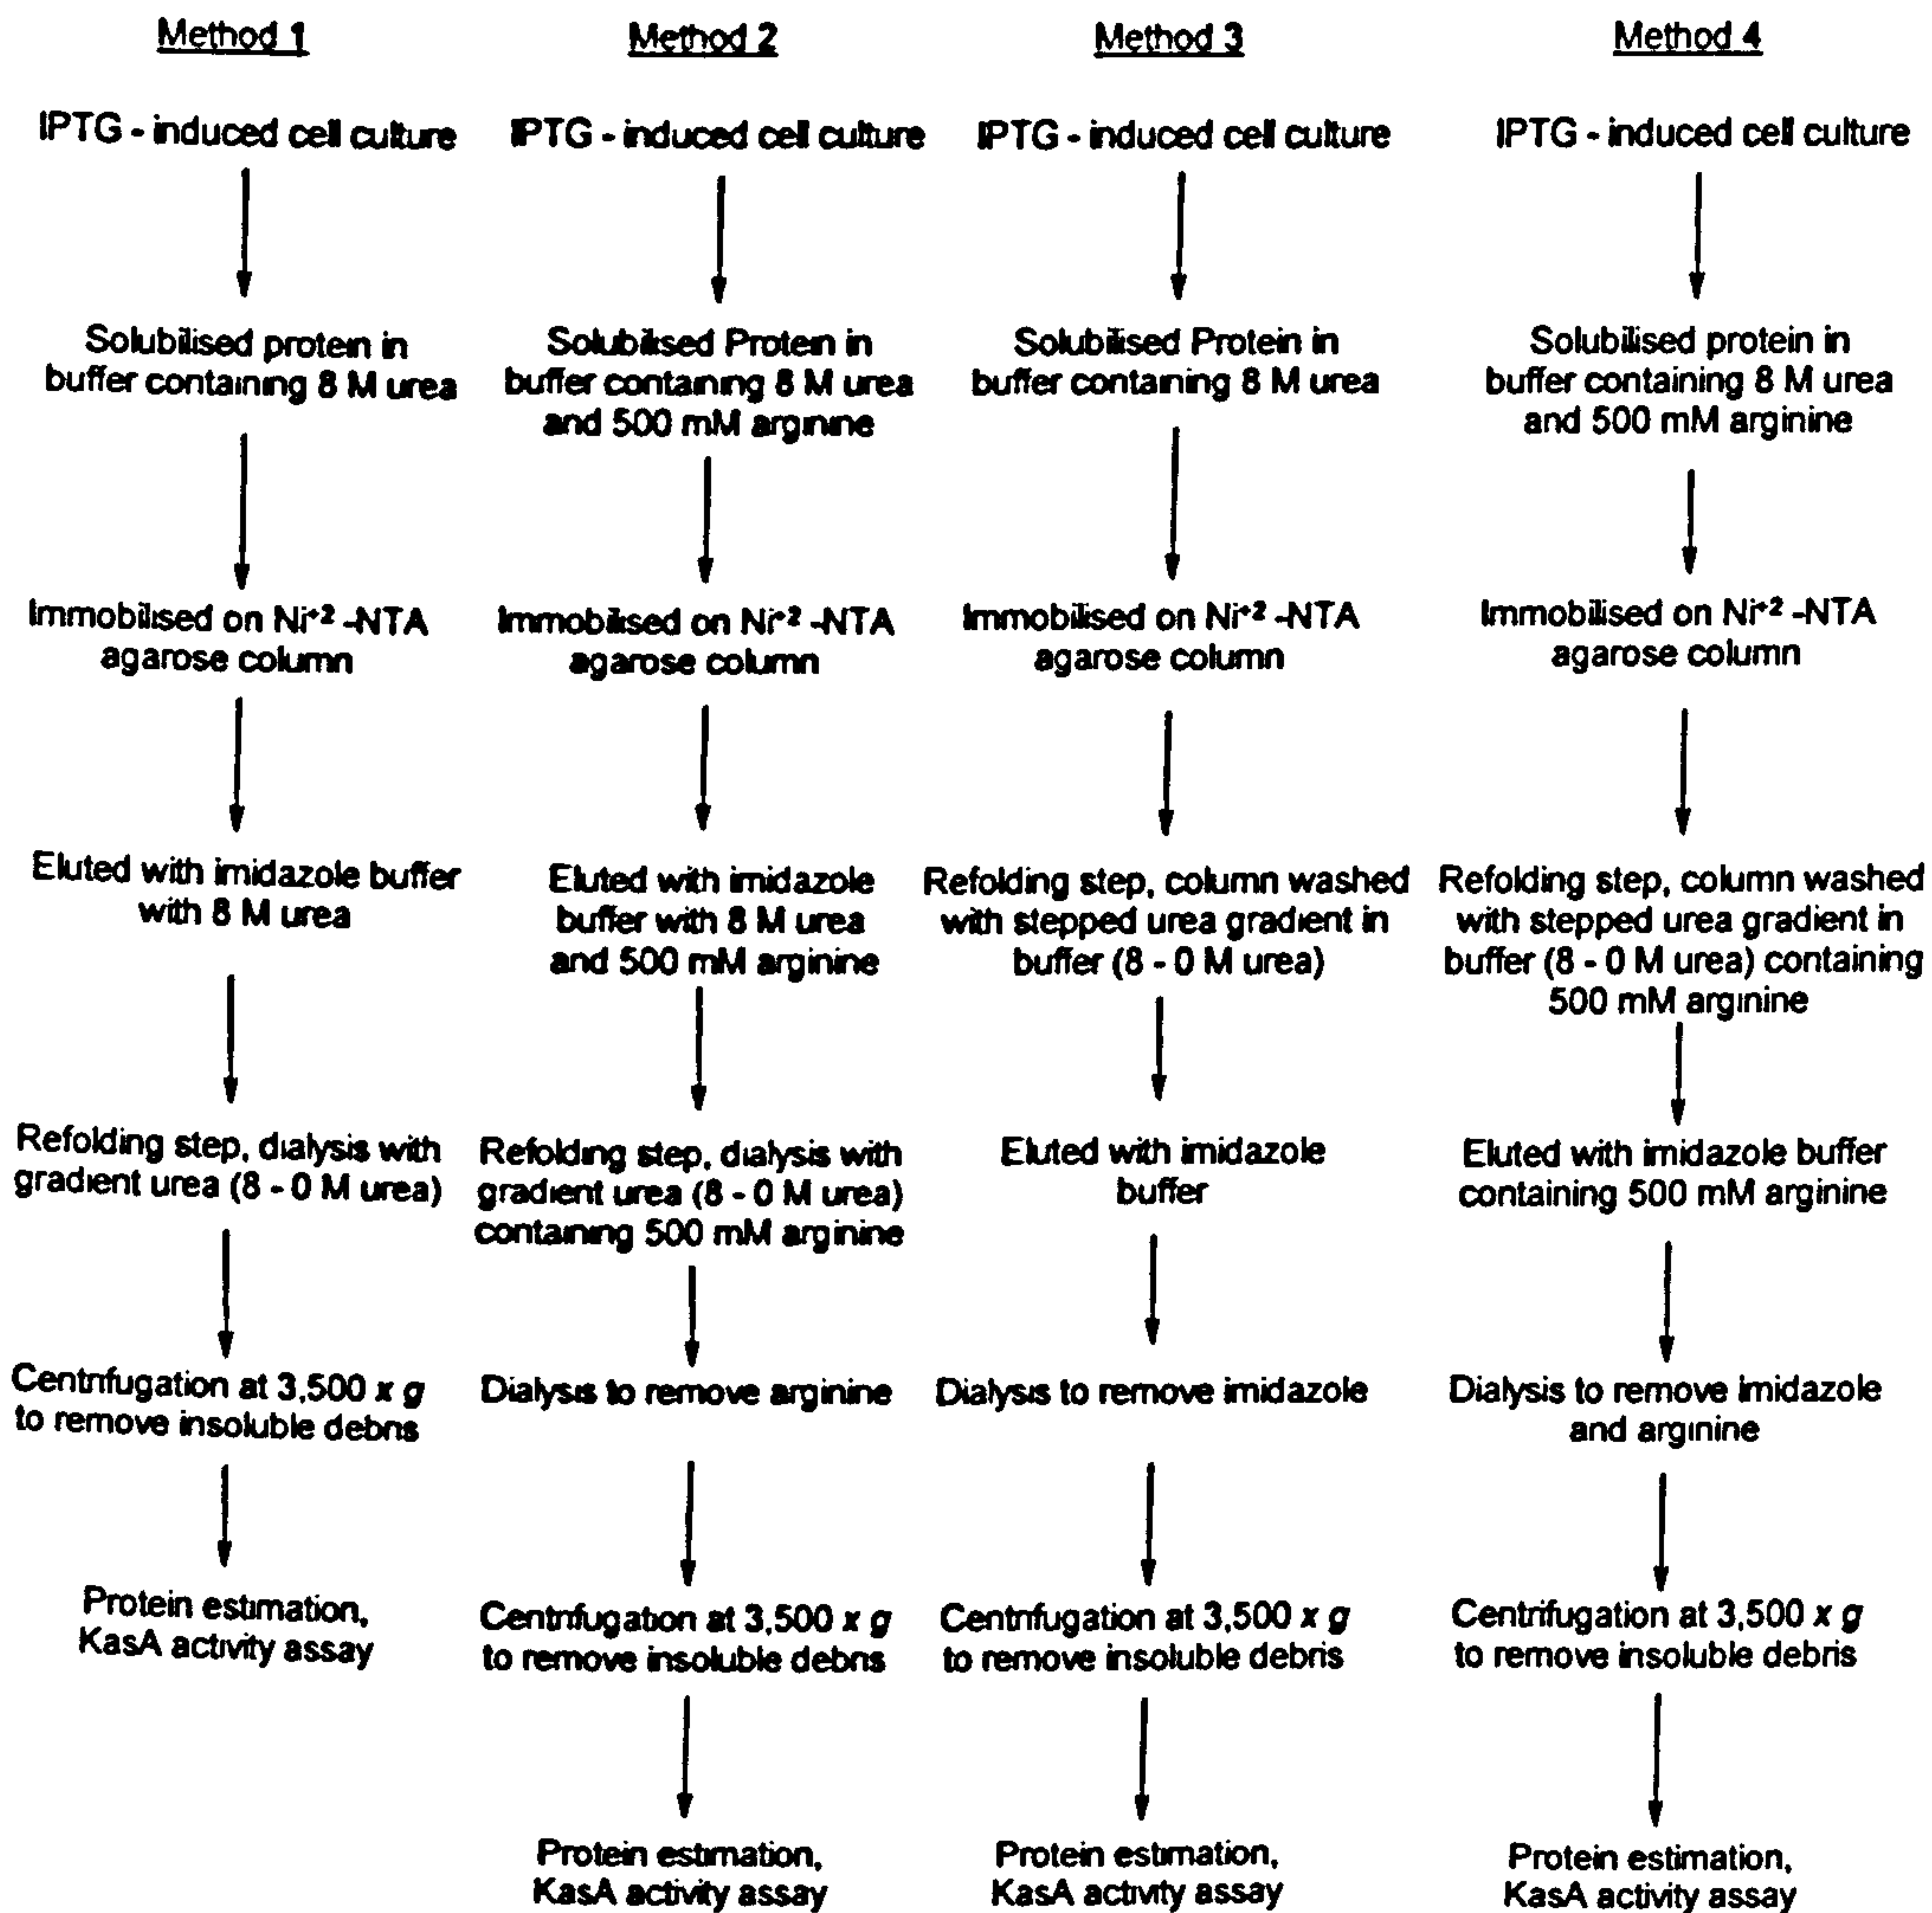 Method 1
IPTG - induced cell culture
Solubilised protein in
buffer containing 8 M urea
Immobilised on Ni⁺² -NTA
agarose column
Eluted with imidazole buffer
with 8 M urea
Refolding step, dialysis with
gradient urea (8 - 0 M urea)
Centrifugation at 3,500 x g
to remove insoluble debris
Protein estimation,
KasA activity assay
Method 2
IPTG - induced cell culture
Solubilised Protein in
buffer containing 8 M urea
and 500 mM arginine
Immobilised on Ni⁺² -NTA
agarose column
Eluted with imidazole
buffer with 8 M urea
and 500 mM arginine
Refolding step, dialysis with
gradient urea (8 - 0 M urea)
containing 500 mM arginine
Dialysis to remove arginine
Centrifugation at 3,500 x g
to remove insoluble debris
Protein estimation,
KasA activity assay
Method 3
IPTG - induced cell culture
Solubilised Protein in
buffer containing 8 M urea
Immobilised on Ni⁺² -NTA
agarose column
Refolding step, column washed
with stepped urea gradient in
buffer (8 - 0 M urea)
Eluted with imidazole
buffer
Dialysis to remove imidazole
Centrifugation at 3,500 x g
to remove insoluble debris
Protein estimation,
KasA activity assay
Method 4
IPTG - induced cell culture
Solubilised protein in
buffer containing 8 M urea
and 500 mM arginine
Immobilised on Ni⁺² -NTA
agarose column
Refolding step, column washed
with stepped urea gradient in
buffer (8 - 0 M urea) containing
500 mM arginine
Eluted with imidazole buffer
containing 500 mM arginine
Dialysis to remove imidazole
and arginine
Centrifugation at 3,500 x g
to remove insoluble debris
Protein estimation,
KasA activity assay